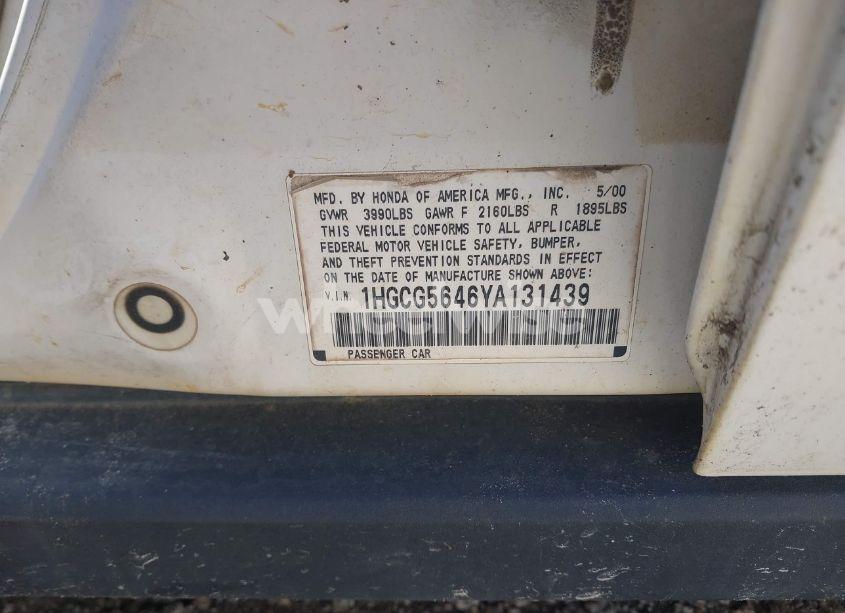 MFD. BY HONDA OF AMERICA MFG., INC. 5/00
GVWR 3990LBS GAWR F 2160LBS R 1895LBS
THIS VEHICLE CONFORMS TO ALL APPLICABLE
FEDERAL MOTOR VEHICLE SAFETY, BUMPER,
AND THEFT PREVENTION STANDARDS IN EFFECT
ON THE DATE OF MANUFACTURE SHOWN ABOVE:
V.I.N. 1HGCG5646YA131439
wheelwise
PASSENGER CAR